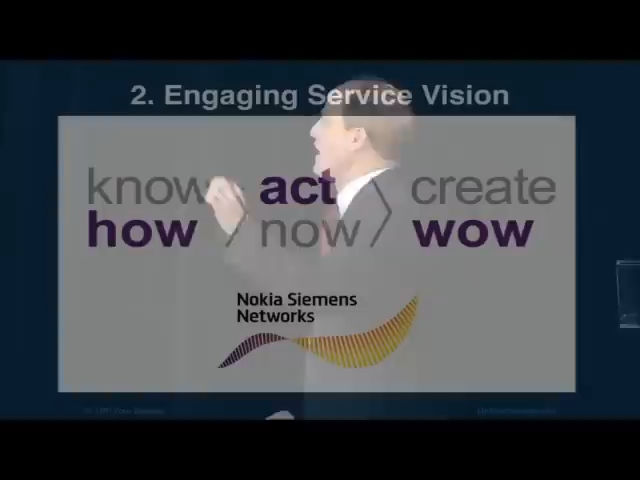 2. Engaging Service Vision
know act create
how now wow
Nokia Siemens
Networks